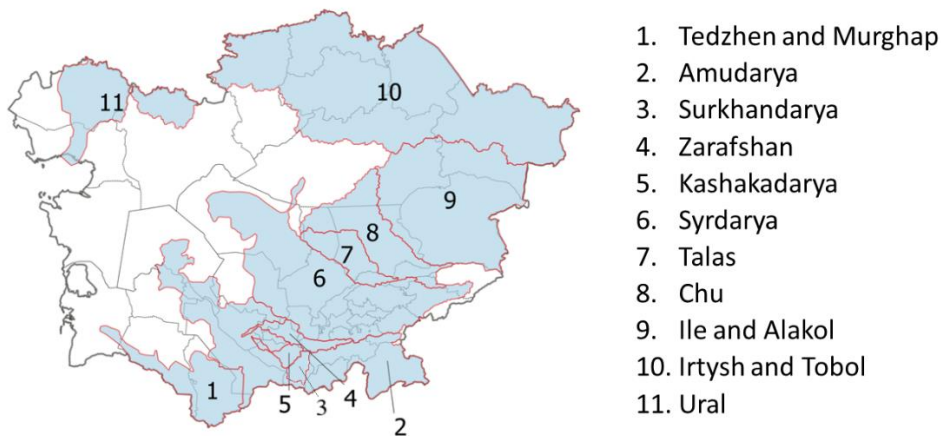 11
10
9
8
7
6
1
5
3
4
2
1. Tedzhen and Murghap
2. Amudarya
3. Surkhandarya
4. Zarafshan
5. Kashakadarya
6. Syrdarya
7. Talas
8. Chu
9. Ile and Alakol
10. Irtysh and Tobol
11. Ural